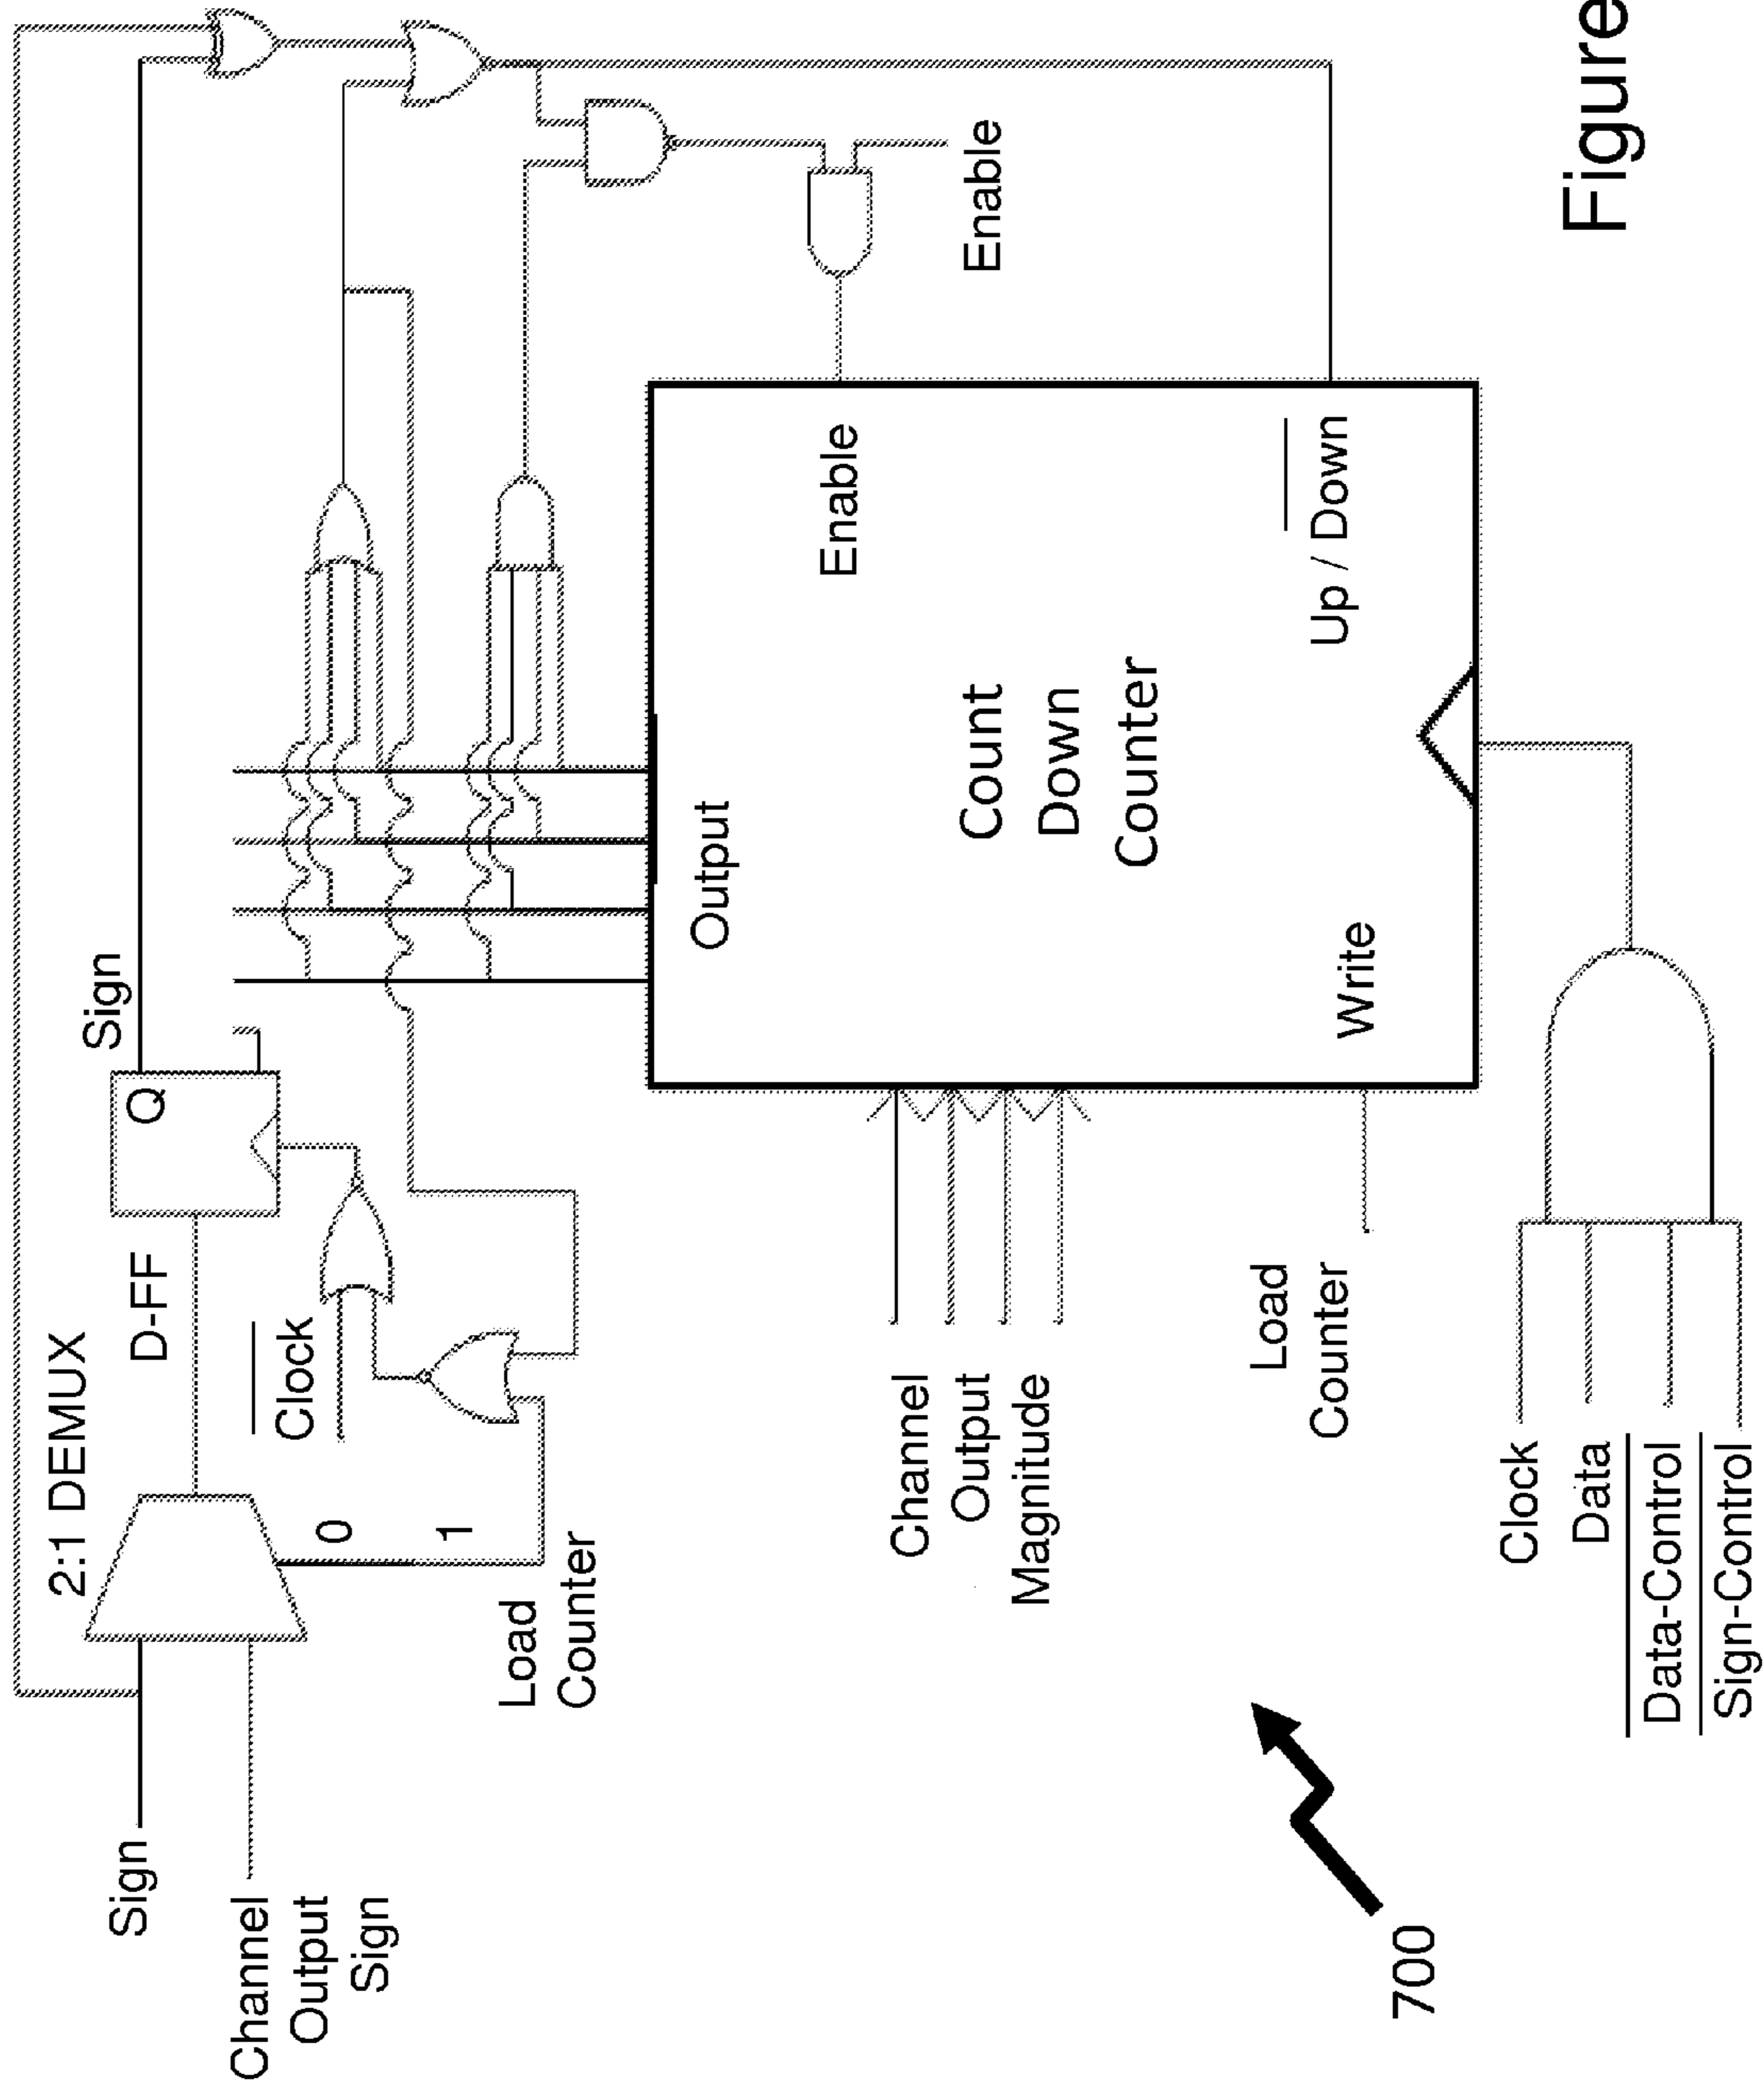 Sign
Channel
Output
Sign
2:1 DEMUX
0
1
Load
Counter
D-FF
Clock
Q
Sign
Output
Enable
Enable
Count
Down
Counter
Up / Down
Write
Channel
Output
Magnitude
Load
Counter
Clock
Data
Data-Control
Sign-Control
700
Figure